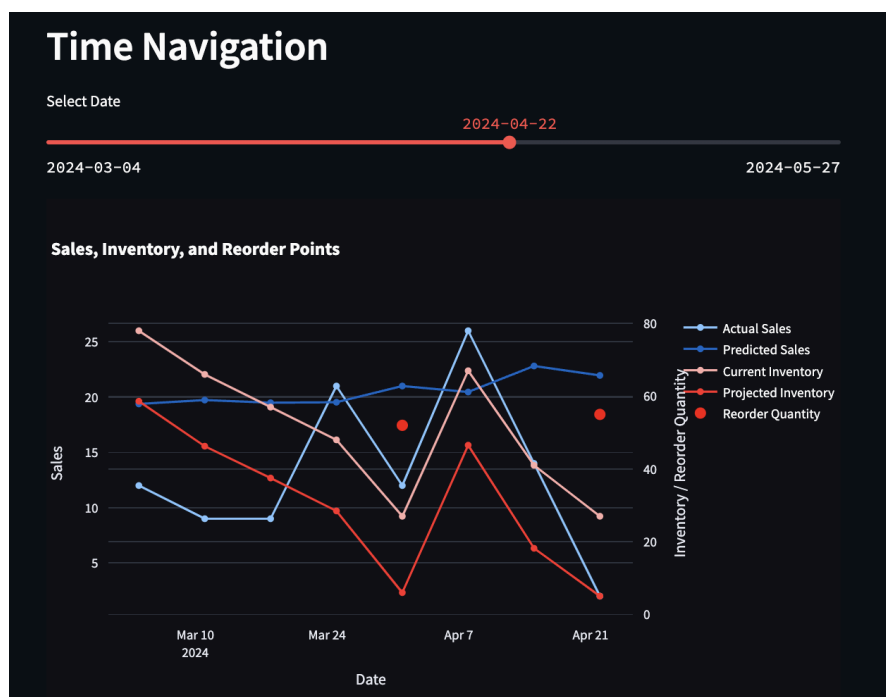 Time Navigation
Select Date
2024-04-22
2024-03-04 2024-05-27
Sales, Inventory, and Reorder Points
Sales
25
20
15
10
5
80
60
40
20
0
Inventory / Reorder Quantity
Actual Sales
Predicted Sales
Current Inventory
Projected Inventory
Reorder Quantity
Mar 10 Mar 24 Apr 7 Apr 21
2024
Date